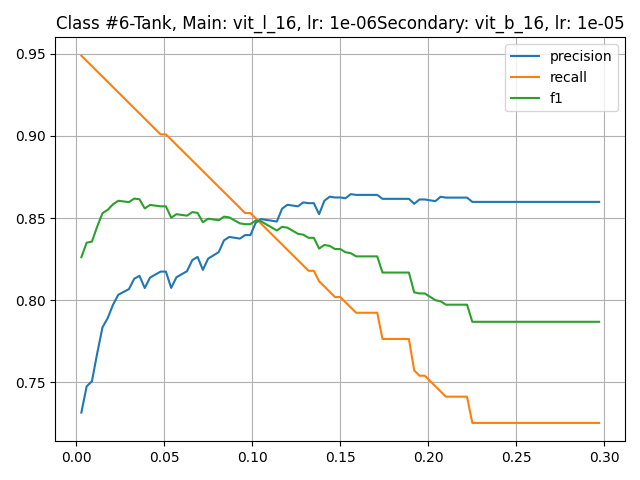 Class #6-Tank, Main: vit_l_16, lr: 1e-06Secondary: vit_b_16, lr: 1e-05
precision
recall
f1
0.95
0.90
0.85
0.80
0.75
0.00 0.05 0.10 0.15 0.20 0.25 0.30